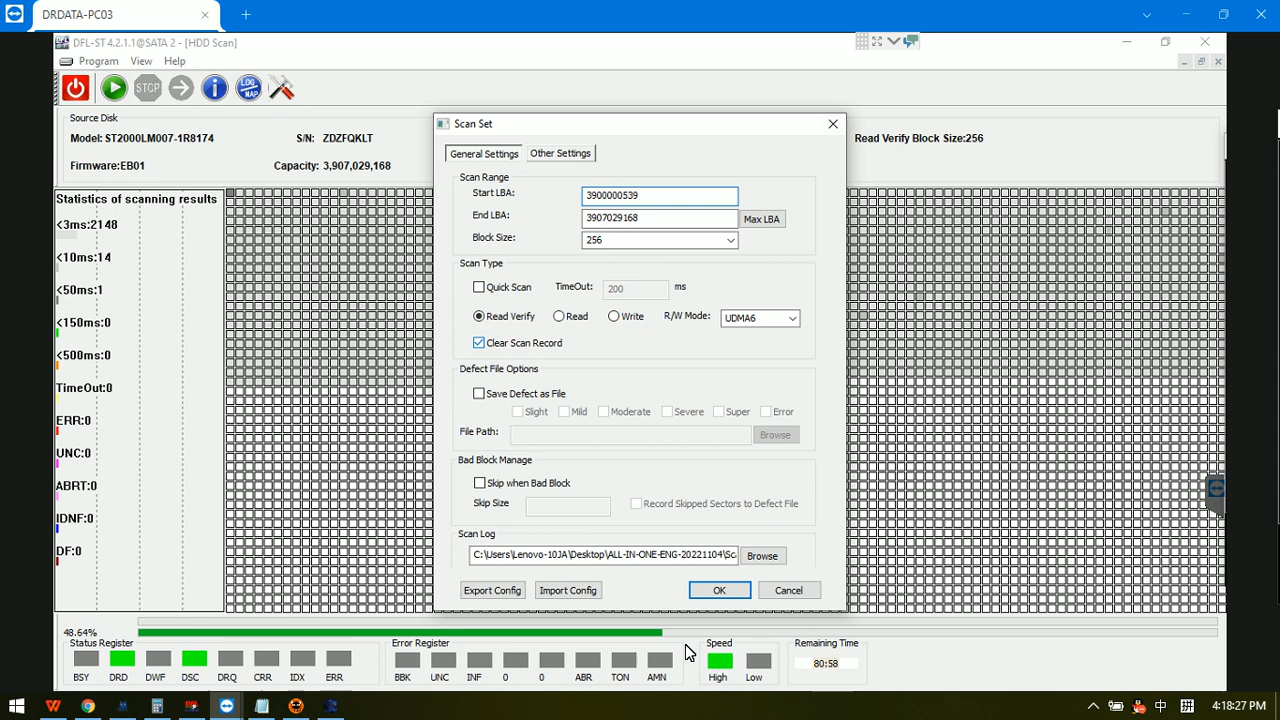 DRDATA-PC03
DFL-ST 4.2.1.1@SATA 2 - [HDD Scan]
Program View Help
STOP
LOG MAP
Source Disk
Model: ST2000LM007-1R8174 S/N: ZDZFQKLT
Read Verify Block Size:256
Firmware:EB01 Capacity: 3,907,029,168
Statistics of scanning results
<3ms:2148
<10ms:14
<50ms:1
<150ms:0
<500ms:0
TimeOut:0
ERR:0
UNC:0
ABRT:0
IDNF:0
DF:0
Scan Set
General Settings Other Settings
Scan Range
Start LBA: 3900000539
End LBA: 3907029168 Max LBA
Block Size: 256
Scan Type
Quick Scan TimeOut: 200 ms
Read Verify Read Write R/W Mode: UDMA6
Clear Scan Record
Defect File Options
Save Defect as File
Slight Mild Moderate Severe Super Error
File Path: Browse
Bad Block Manage
Skip when Bad Block
Skip Size Record Skipped Sectors to Defect File
Scan Log
C:\Users\Lenovo-10JA\Desktop\ALL-IN-ONE-ENG-20221104\Sc Browse
Export Config Import Config OK Cancel
48.64%
Status Register Error Register Speed Remaining Time
80:58
BSY DRD DWF DSC DRQ CRR IDX ERR BBK UNC INF 0 0 ABR TON AMN High Low
中 拼 4:18:27 PM